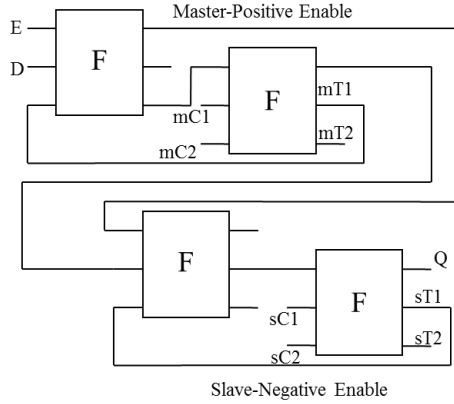 Master-Positive Enable
E
D
F
F
mC1
mT1
mC2
mT2
F
F
Q
sC1
sT1
sC2
sT2
Slave-Negative Enable